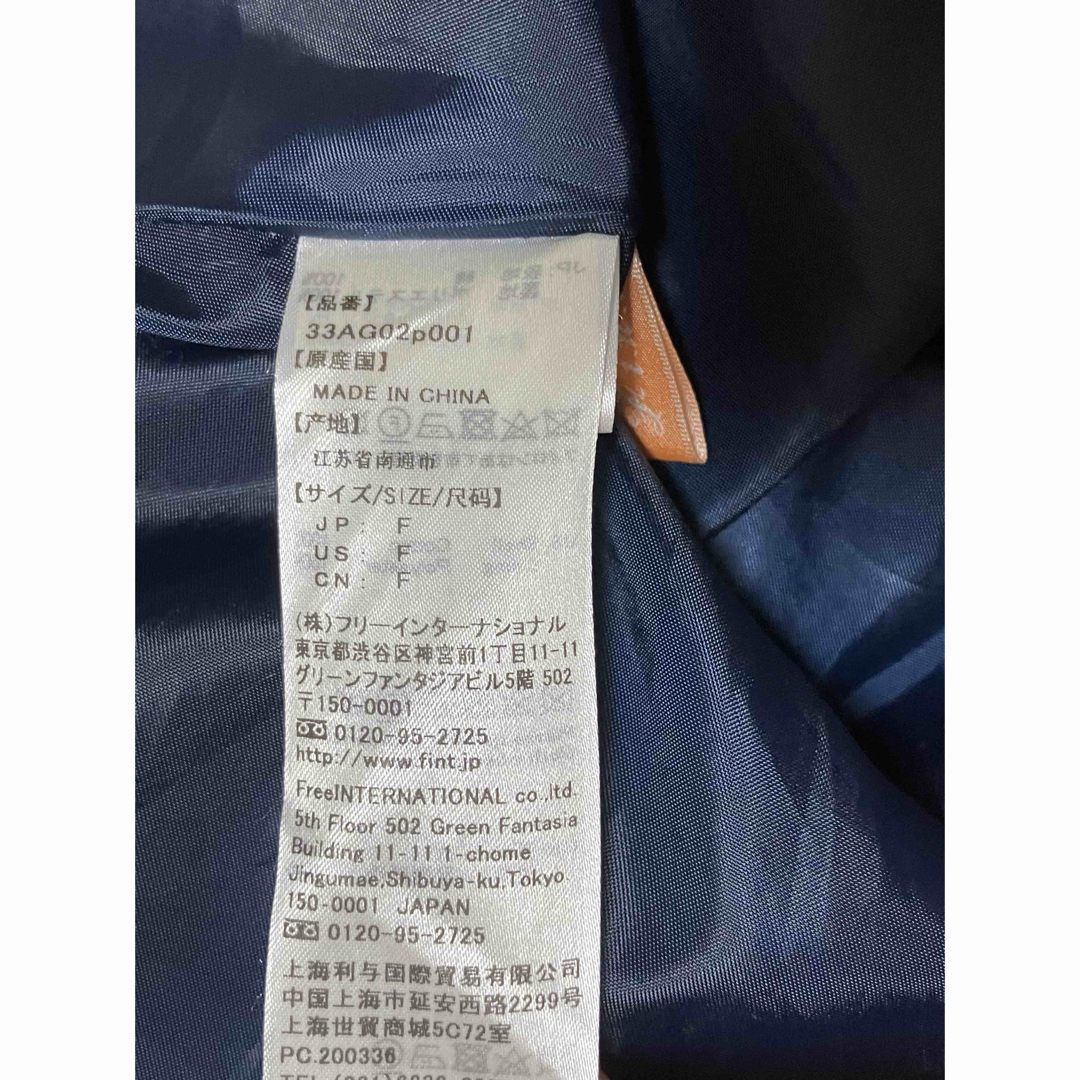 【品番】
33AG02p001
【原産国】
MADE IN CHINA
【产地】
江苏省南通市
【サイズ/SIZE/尺码】
JP: F
US: F
CN: F
(株)フリーインターナショナル
東京都渋谷区神宮前1丁目11-11
グリーンファンタジアビル5階 502
〒150-0001
0120-95-2725
http://www.fint.jp
FreeINTERNATIONAL co.,ltd.
5th Floor 502 Green Fantasia
Building 11-11 1-chome
Jingumae,Shibuya-ku,Tokyo
150-0001 JAPAN
0120-95-2725
上海利与国際貿易有限公司
中国上海市延安西路2299号
上海世貿商城5C72室
PC.200336